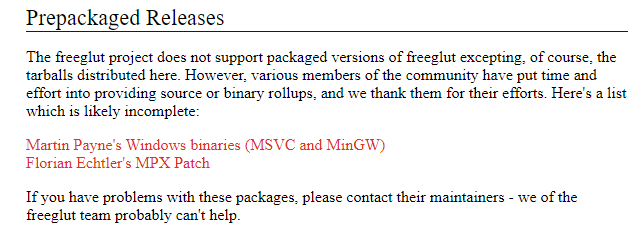 Prepackaged Releases
The freeglut project does not support packaged versions of freeglut excepting, of course, the
tarballs distributed here. However, various members of the community have put time and
effort into providing source or binary rollups, and we thank them for their efforts. Here's a list
which is likely incomplete:
Martin Payne's Windows binaries (MSVC and MinGW)
Florian Echtler's MPX Patch
If you have problems with these packages, please contact their maintainers - we of the
freeglut team probably can't help.